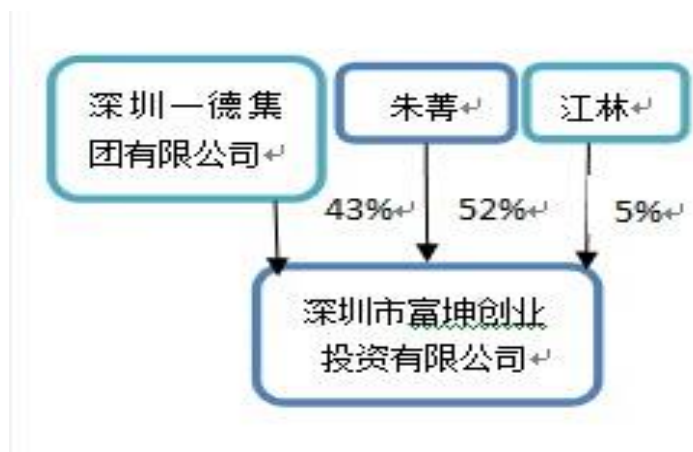 深圳一德集
团有限公司
朱菁
江林
43%
52%
5%
深圳市富坤创业
投资有限公司